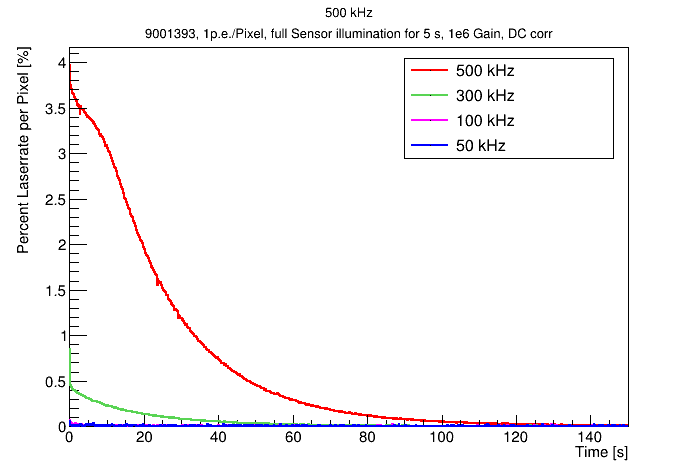 500 kHz
9001393, 1p.e./Pixel, full Sensor illumination for 5 s, 1e6 Gain, DC corr
Percent Laserrate per Pixel [%]
4
3.5
3
2.5
2
1.5
1
0.5
0
500 kHz
300 kHz
100 kHz
50 kHz
0 20 40 60 80 100 120 140
Time [s]